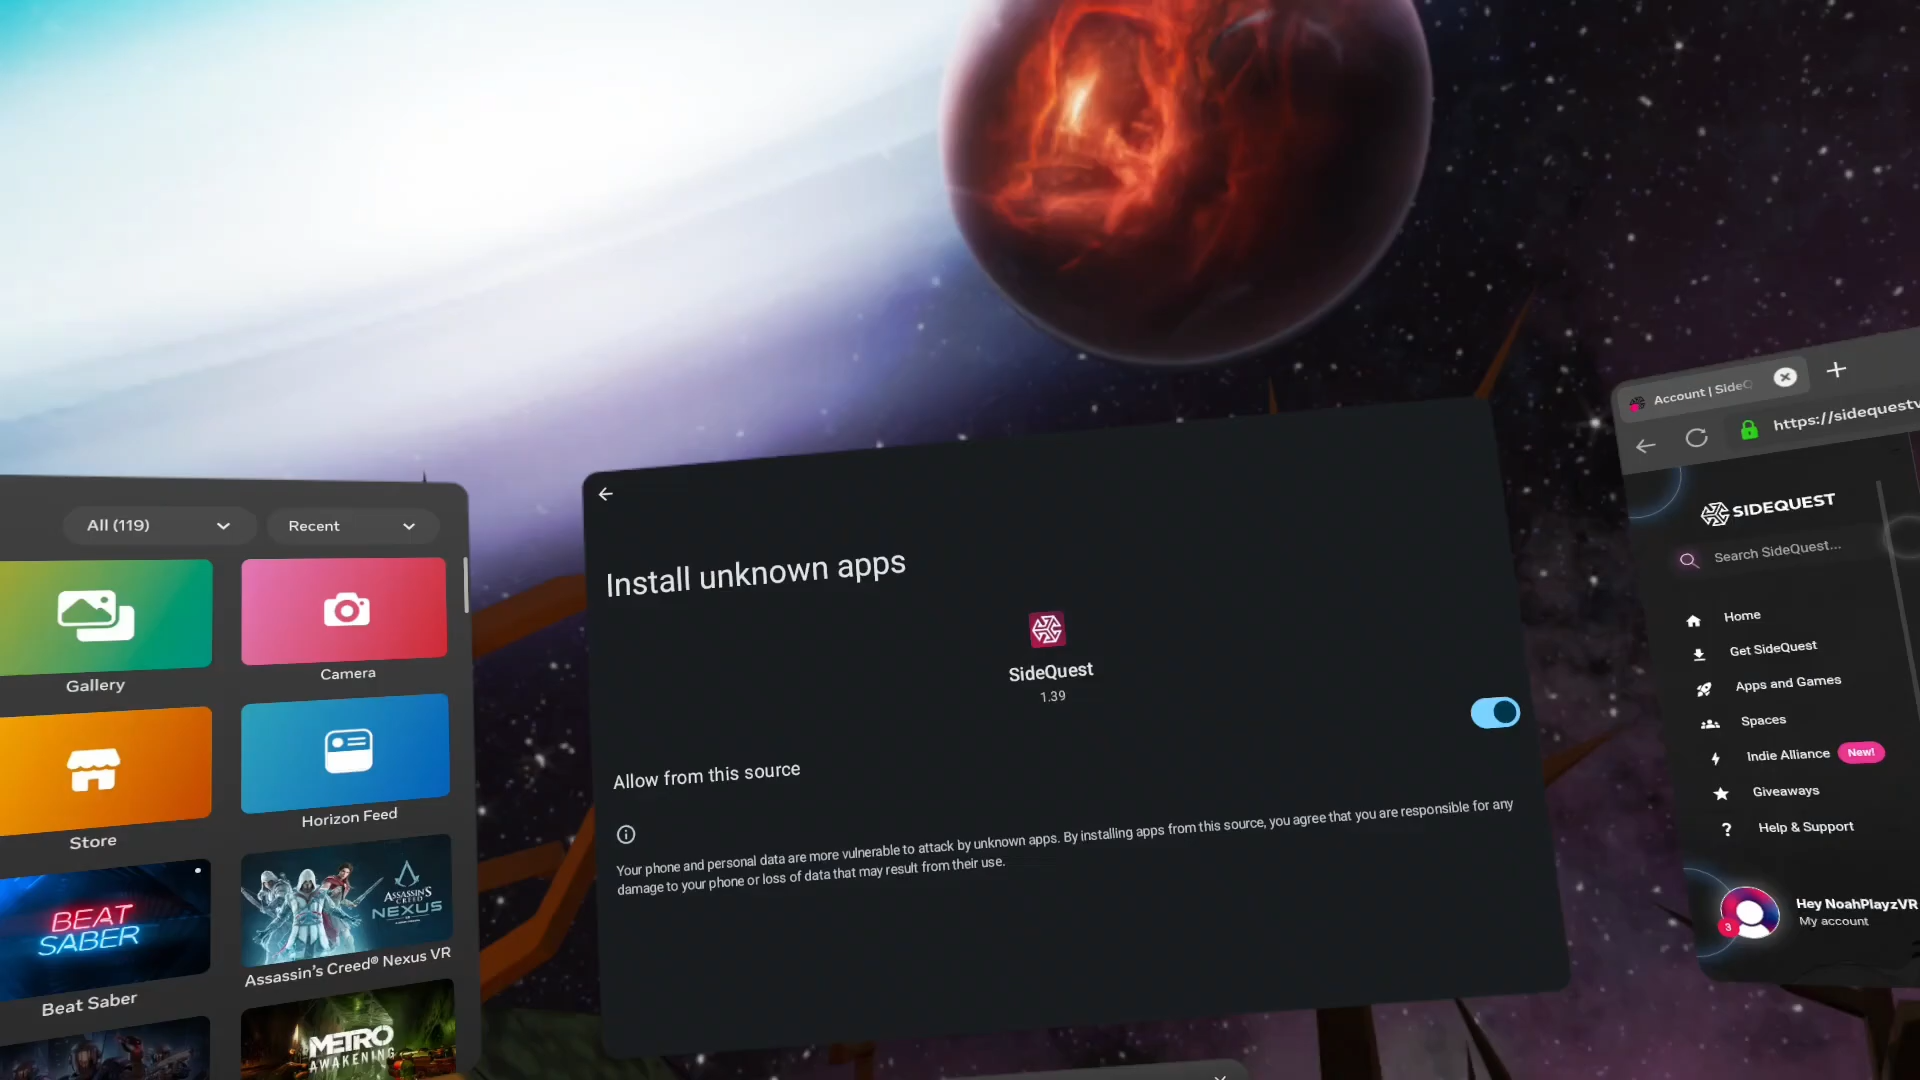 All (119)
Recent
Gallery
Camera
Store
Horizon Feed
BEAT
SABER
Beat Saber
ASSASSIN'S
CREED
NEXUS
Assassin's Creed® Nexus VR
METRO
AWAKENING
Install unknown apps
SideQuest
1.39
Allow from this source
Your phone and personal data are more vulnerable to attack by unknown apps. By installing apps from this source, you agree that you are responsible for any
damage to your phone or loss of data that may result from their use.
Account | SideQ
https://sidequestv
SIDEQUEST
Search SideQuest...
Home
Get SideQuest
Apps and Games
Spaces
Indie Alliance New!
Giveaways
Help & Support
3
Hey NoahPlayzVR
My account